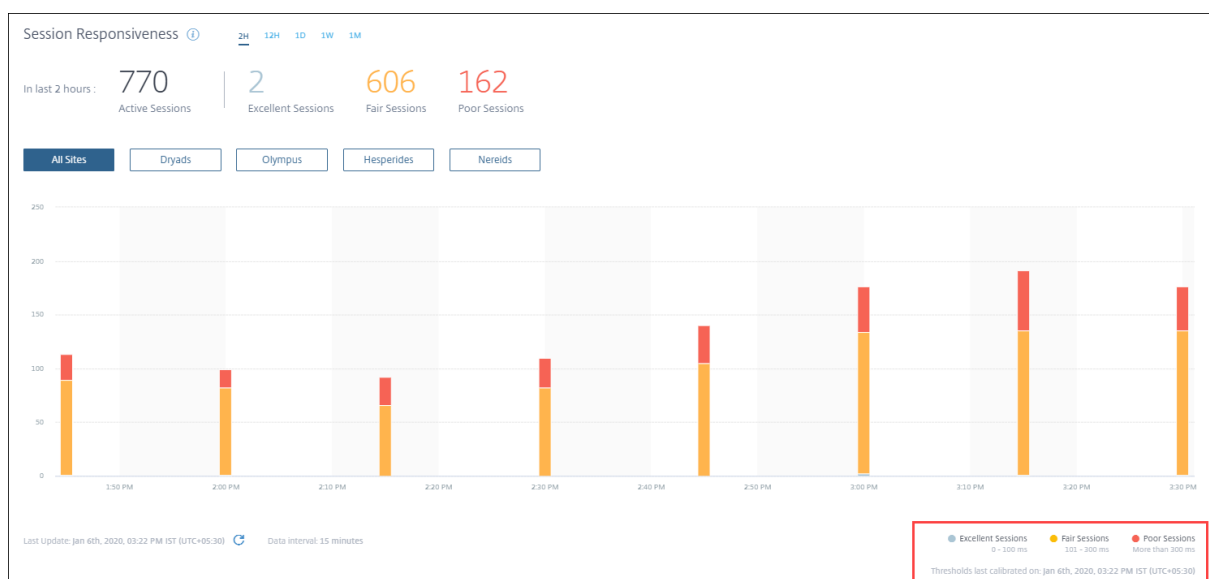 Session Responsiveness i 2H 12H 1D 1W 1M
In last 2 hours : 770 2 606 162
Active Sessions Excellent Sessions Fair Sessions Poor Sessions
All Sites Dryads Olympus Hesperides Nereids
250
200
150
100
50
0
1:50 PM 2:00 PM 2:10 PM 2:20 PM 2:30 PM 2:40 PM 2:50 PM 3:00 PM 3:10 PM 3:20 PM 3:30 PM
Last Update: Jan 6th, 2020, 03:22 PM IST (UTC+05:30) Data interval: 15 minutes
Excellent Sessions Fair Sessions Poor Sessions
0 - 100 ms 101 - 300 ms More than 300 ms
Thresholds last calibrated on: Jan 6th, 2020, 03:22 PM IST (UTC+05:30)